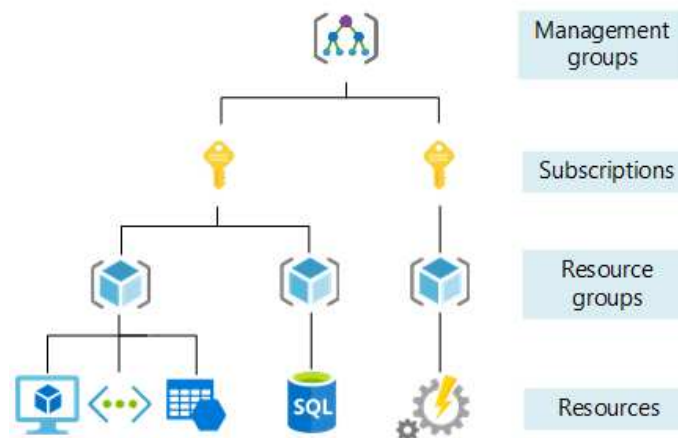 Management
groups
Subscriptions
Resource
groups
SQL
Resources